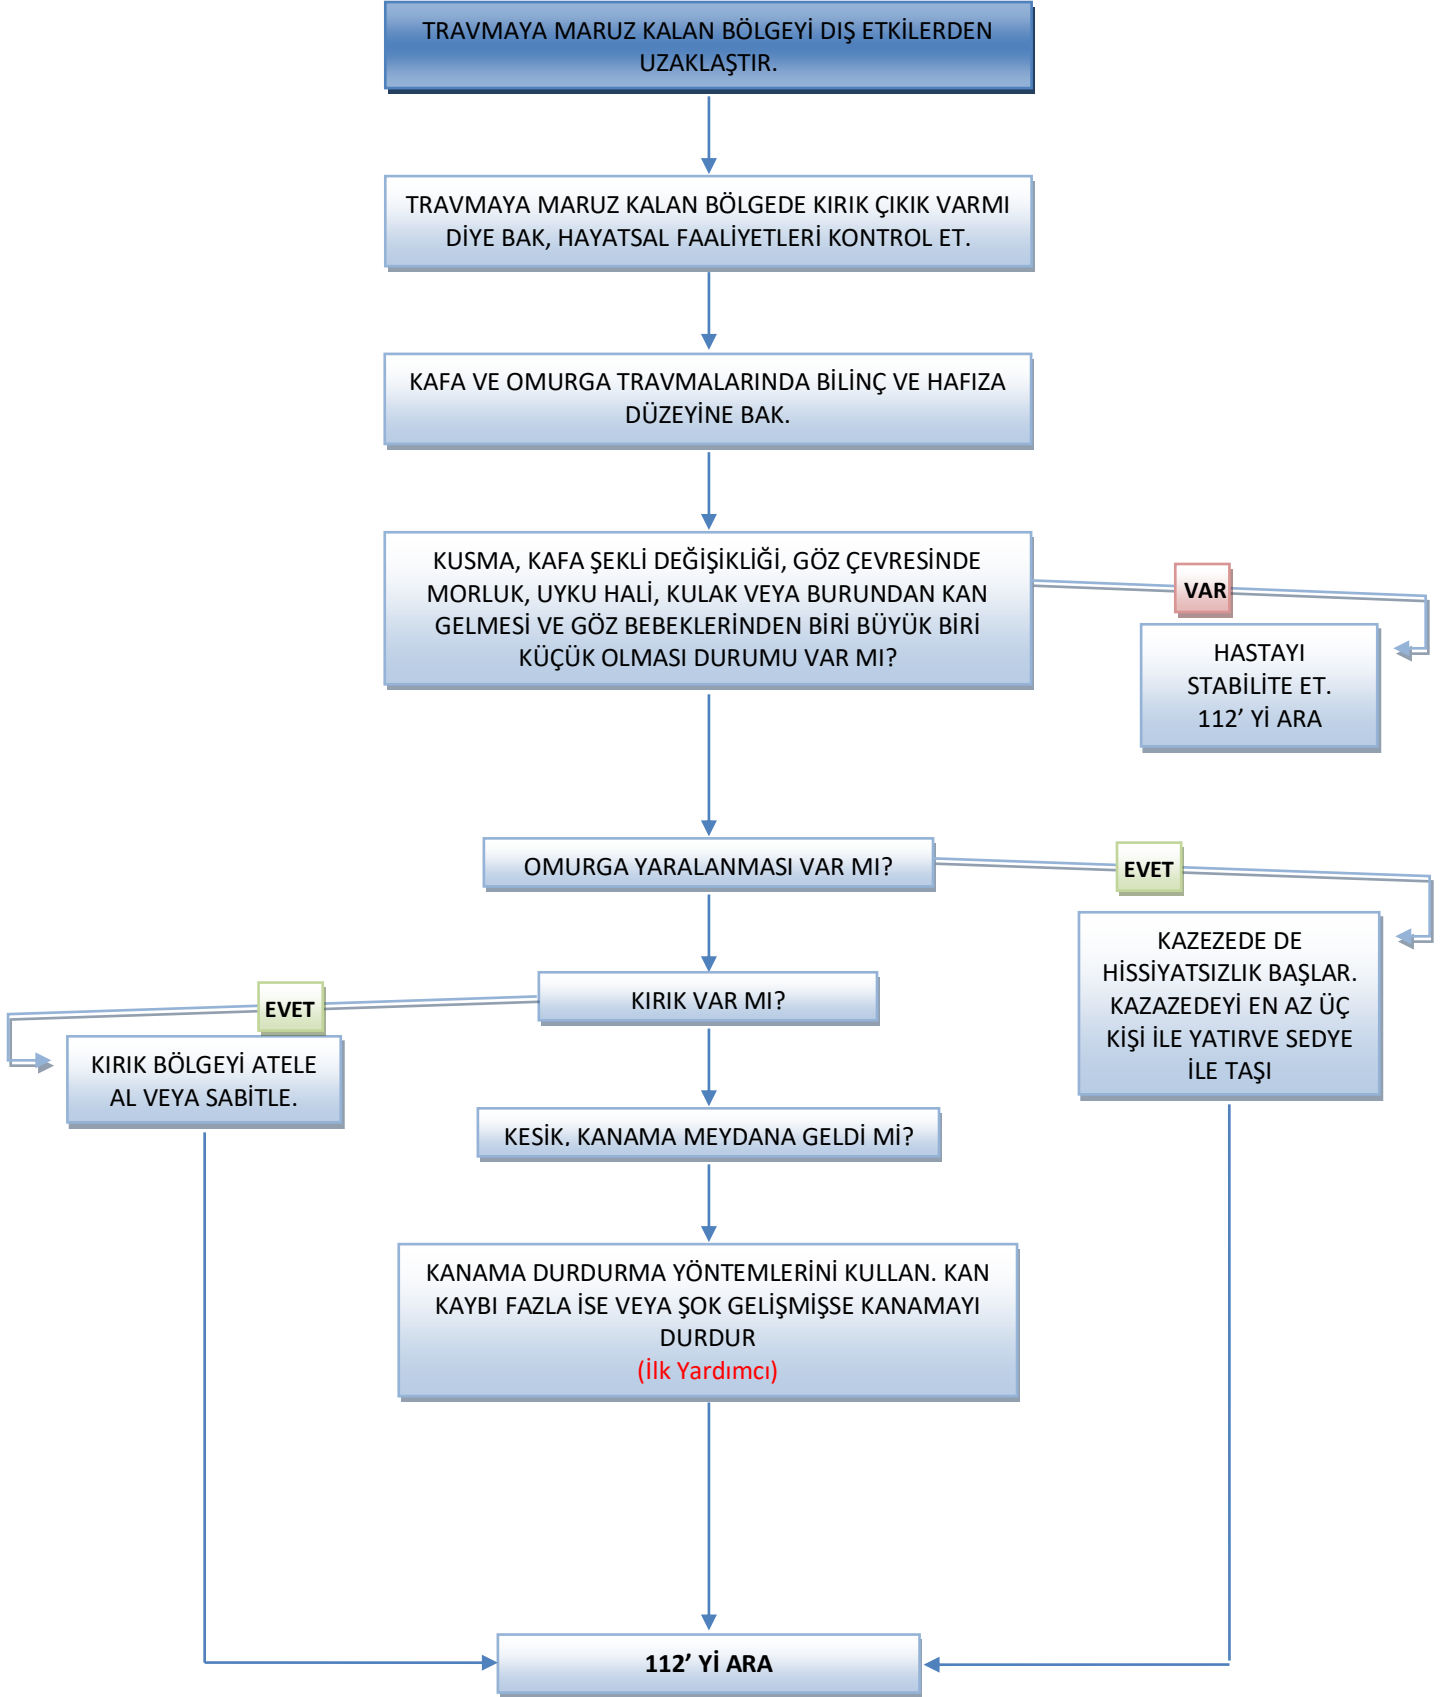 TRAVMAYA MARUZ KALAN BÖLGEYİ DIŞ ETKİLERDEN
UZAKLAŞTIR.
TRAVMAYA MARUZ KALAN BÖLGEDE KIRIK ÇIKIK VARMI
DİYE BAK, HAYATSAL FAALİYETLERİ KONTROL ET.
KAFA VE OMURGA TRAVMALARINDA BİLİNÇ VE HAFIZA
DÜZEYİNE BAK.
KUSMA, KAFA ŞEKLİ DEĞİŞİKLİĞİ, GÖZ ÇEVRESİNDE
MORLUK, UYKU HALİ, KULAK VEYA BURUNDAN KAN
GELMESİ VE GÖZ BEBEKLERİNDEN BİRİ BÜYÜK BİRİ
KÜÇÜK OLMASI DURUMU VAR MI?
VAR
HASTAYI
STABİLİTE ET.
112' Yİ ARA
OMURGA YARALANMASI VAR MI?
EVET
KAZEZEDE DE
HİSSİYATSIZLIK BAŞLAR.
KAZAZEDEYİ EN AZ ÜÇ
KİŞİ İLE YATIRVE SEDYE
İLE TAŞI
KIRIK VAR MI?
EVET
KIRIK BÖLGEYİ ATELE
AL VEYA SABİTLE.
KESİK, KANAMA MEYDANA GELDİ Mİ?
KANAMA DURDURMA YÖNTEMLERİNİ KULLAN. KAN
KAYBI FAZLA İSE VEYA ŞOK GELİŞMİŞSE KANAMAYI
DURDUR
(İlk Yardımcı)
112' Yİ ARA